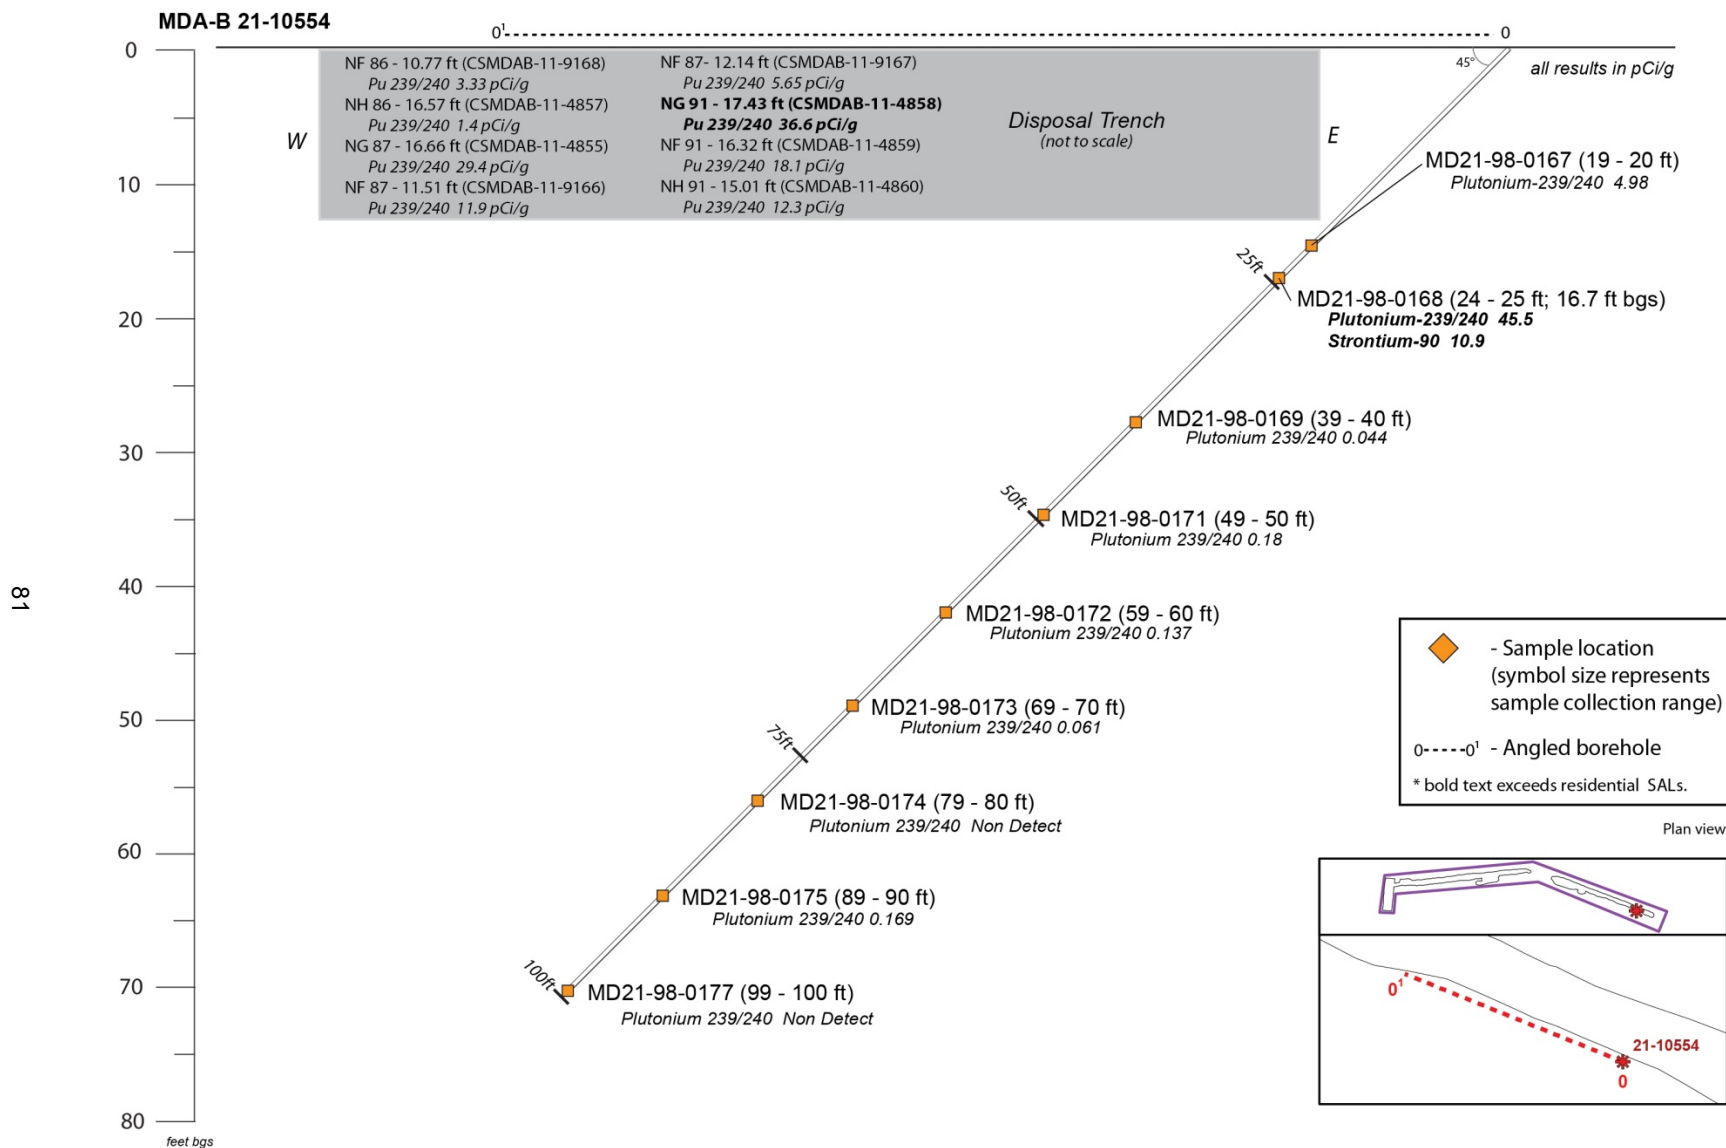 MDA-B 21-10554
0¹
0
0
10
20
30
40
50
60
70
80
feet bgs
81
W
NF 86 - 10.77 ft (CSMDAB-11-9168)
Pu 239/240 3.33 pCi/g
NH 86 - 16.57 ft (CSMDAB-11-4857)
Pu 239/240 1.4 pCi/g
NG 87 - 16.66 ft (CSMDAB-11-4855)
Pu 239/240 29.4 pCi/g
NF 87 - 11.51 ft (CSMDAB-11-9166)
Pu 239/240 11.9 pCi/g
NF 87- 12.14 ft (CSMDAB-11-9167)
Pu 239/240 5.65 pCi/g
NG 91 - 17.43 ft (CSMDAB-11-4858)
Pu 239/240 36.6 pCi/g
NF 91 - 16.32 ft (CSMDAB-11-4859)
Pu 239/240 18.1 pCi/g
NH 91 - 15.01 ft (CSMDAB-11-4860)
Pu 239/240 12.3 pCi/g
Disposal Trench
(not to scale)
E
45°
all results in pCi/g
MD21-98-0167 (19 - 20 ft)
Plutonium-239/240 4.98
25ft
MD21-98-0168 (24 - 25 ft; 16.7 ft bgs)
Plutonium-239/240 45.5
Strontium-90 10.9
MD21-98-0169 (39 - 40 ft)
Plutonium 239/240 0.044
50ft
MD21-98-0171 (49 - 50 ft)
Plutonium 239/240 0.18
MD21-98-0172 (59 - 60 ft)
Plutonium 239/240 0.137
MD21-98-0173 (69 - 70 ft)
Plutonium 239/240 0.061
75ft
MD21-98-0174 (79 - 80 ft)
Plutonium 239/240 Non Detect
MD21-98-0175 (89 - 90 ft)
Plutonium 239/240 0.169
100ft
MD21-98-0177 (99 - 100 ft)
Plutonium 239/240 Non Detect
- Sample location
(symbol size represents
sample collection range)
0-----0¹ - Angled borehole
* bold text exceeds residential SALs.
Plan view
0¹
21-10554
0